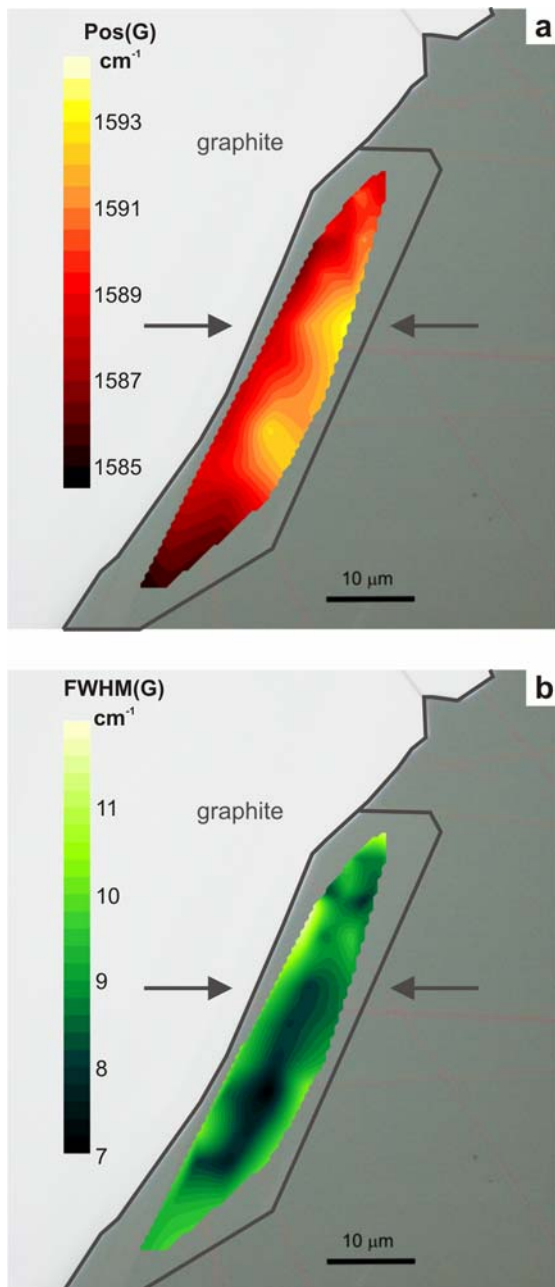 a
Pos(G)
cm⁻¹
1593
graphite
1591
1589
1587
1585
10 μm
b
FWHM(G)
cm⁻¹
11
graphite
10
9
8
7
10 μm